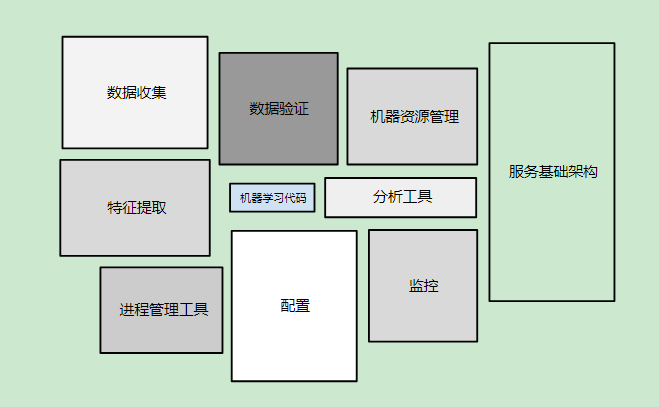 数据收集
数据验证
机器资源管理
服务基础架构
特征提取
机器学习代码
分析工具
进程管理工具
配置
监控